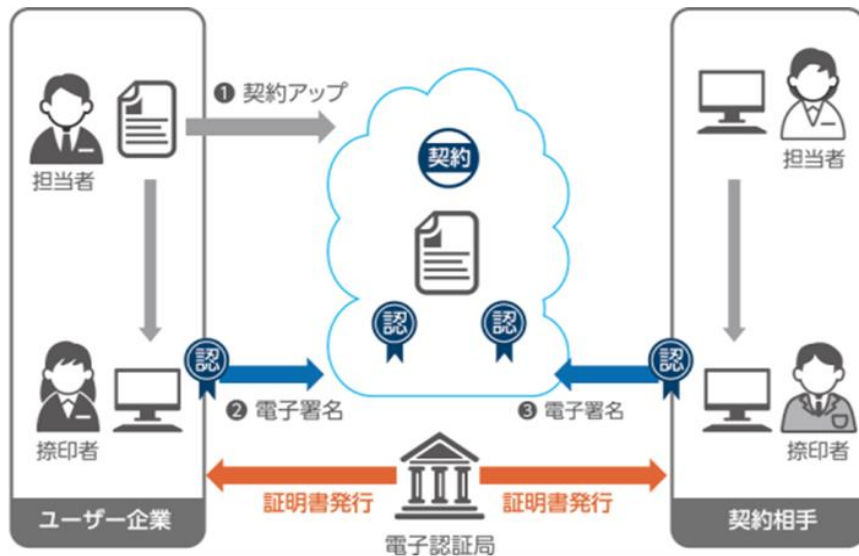 ❶ 契約アップ
契約
担当者
担当者
認
認
認
認
❷ 電子署名
❸ 電子署名
捺印者
捺印者
証明書発行
証明書発行
ユーザー企業
電子認証局
契約相手